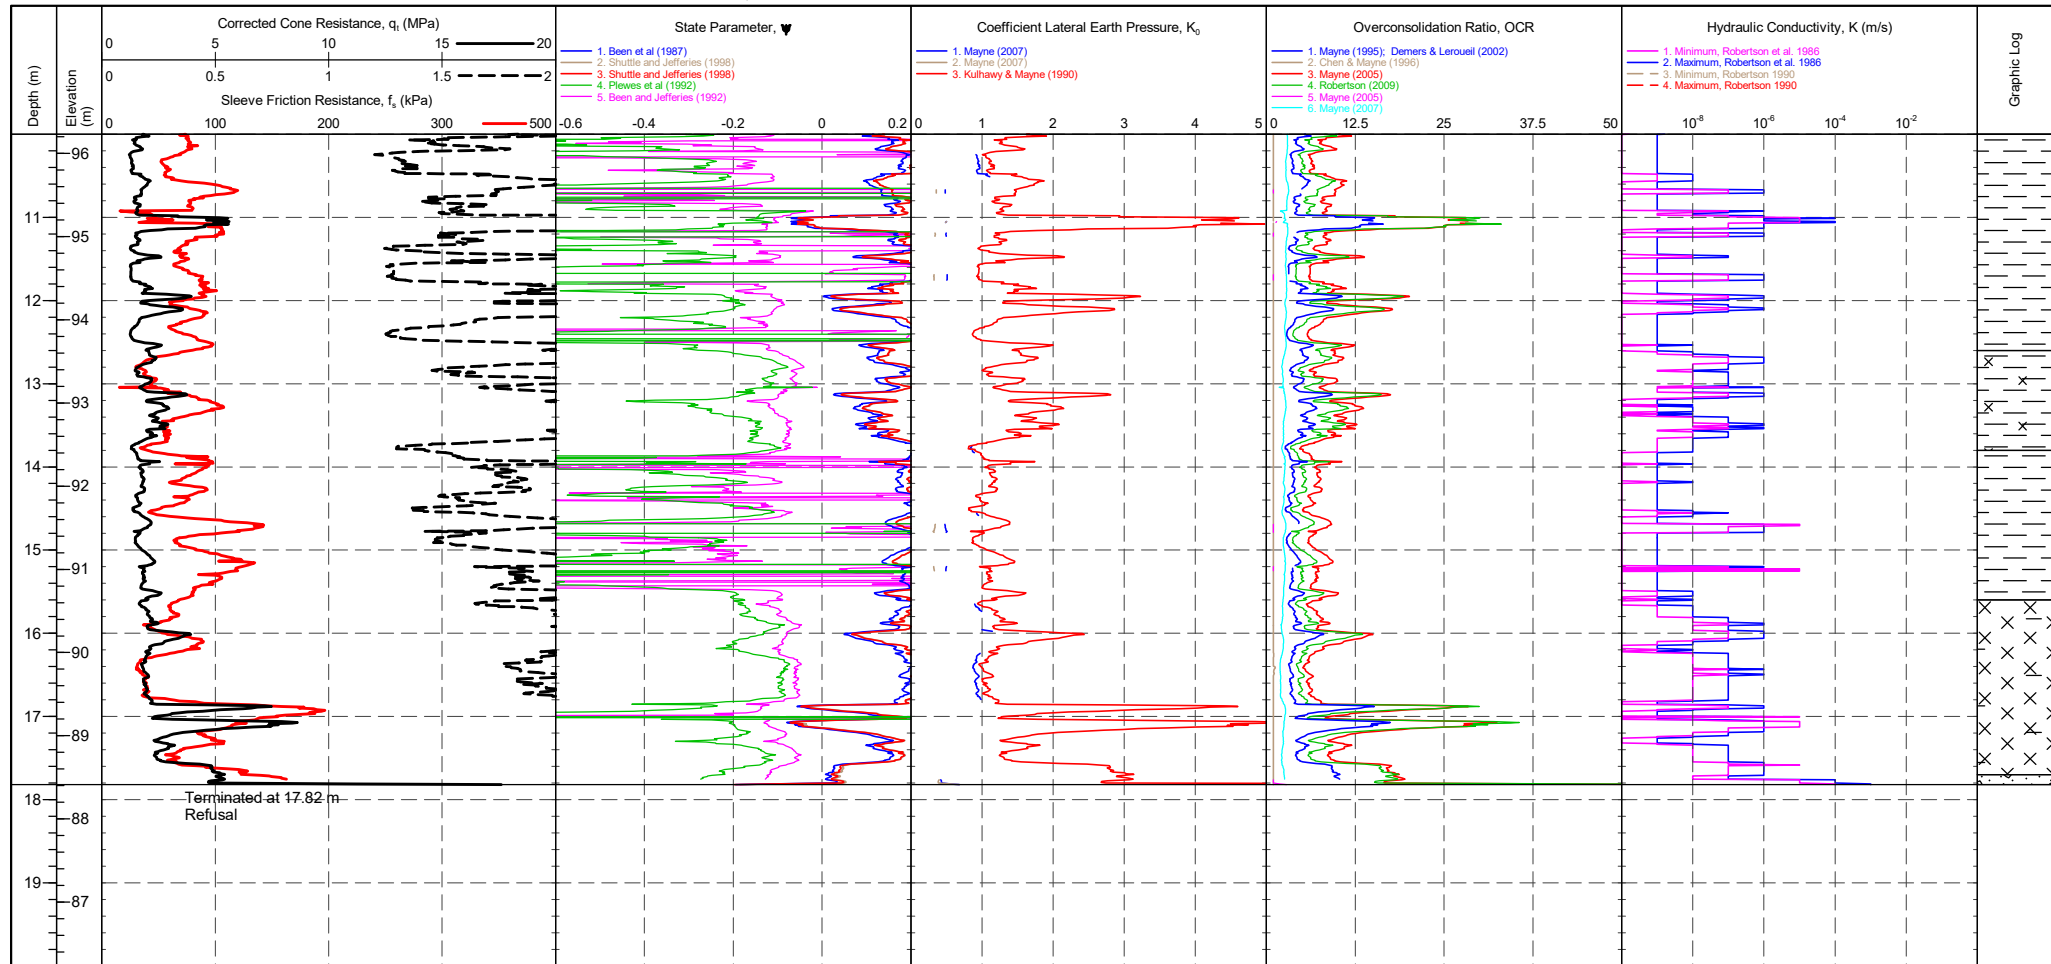 Corrected Cone Resistance, qt (MPa)
0 5 15 20
0 0.5 1.5 2
Sleeve Friction Resistance, fs (kPa)
0 100 200 300 500
Depth (m)
Elevation (m)
State Parameter, ψ
1. Been et al (1987)
2. Shuttle and Jefferies (1998)
3. Shuttle and Jefferies (1998)
4. Plewes et al (1992)
5. Been and Jefferies (1992)
-0.6 -0.4 -0.2 0 0.2
Coefficient Lateral Earth Pressure, K0
1. Mayne (2007)
2. Mayne (2007)
3. Kulhawy & Mayne (1990)
0 1 2 3 4 5
Overconsolidation Ratio, OCR
1. Mayne (1995); Demers & Leroueil (2002)
2. Chen & Mayne (1996)
3. Mayne (2005)
4. Robertson (2009)
5. Mayne (2005)
6. Mayne (2007)
0 12.5 25 37.5 50
Hydraulic Conductivity, K (m/s)
1. Minimum, Robertson et al. 1986
2. Maximum, Robertson et al. 1986
3. Minimum, Robertson 1990
4. Maximum, Robertson 1990
10-8 10-6 10-4 10-2
Graphic Log
96
11
95
12
94
13
93
14
92
15
91
16
90
17
89
18
88
19
87
Terminated at 17.82 m
Refusal